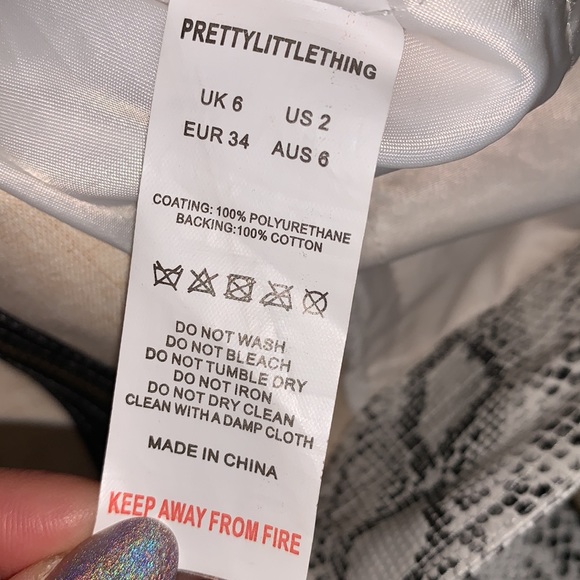 PRETTYLITTLETHING
UK 6 US 2
EUR 34 AUS 6
COATING: 100% POLYURETHANE
BACKING:100% COTTON
DO NOT WASH
DO NOT BLEACH
DO NOT TUMBLE DRY
DO NOT IRON
DO NOT DRY CLEAN
CLEAN WITH A DAMP CLOTH
MADE IN CHINA
KEEP AWAY FROM FIRE